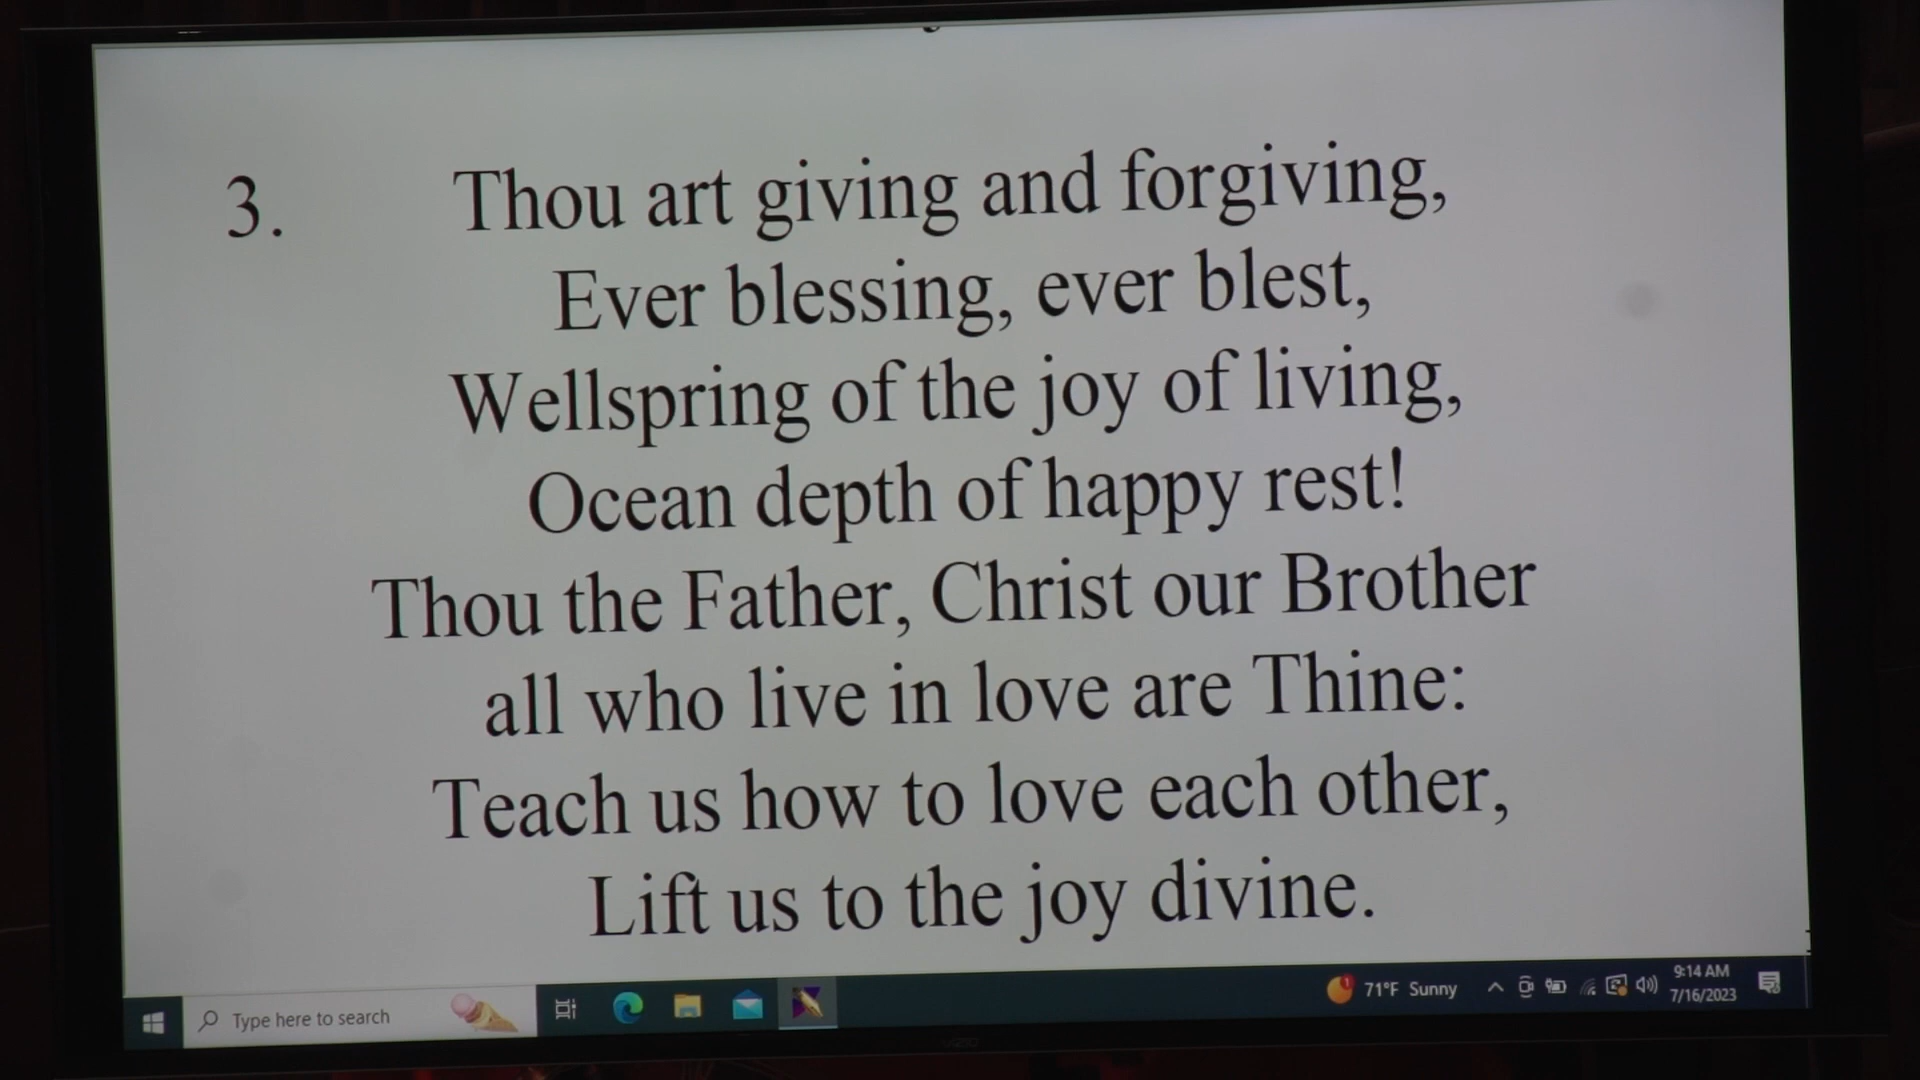 3. Thou art giving and forgiving,
Ever blessing, ever blest,
Wellspring of the joy of living,
Ocean depth of happy rest!
Thou the Father, Christ our Brother
all who live in love are Thine:
Teach us how to love each other,
Lift us to the joy divine.
Type here to search
71°F Sunny
9:14 AM
7/16/2023
VIZIO